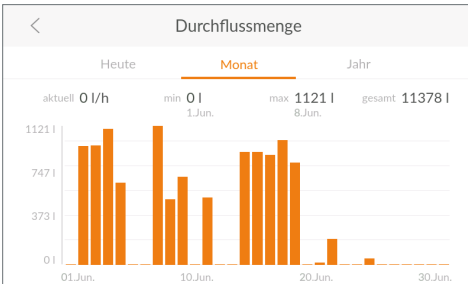 Durchflussmenge
Heute Monat Jahr
aktuell 0 l/h min 0 l max 1121 l gesamt 11378 l
1.Jun. 8.Jun.
1121 l
747 l
373 l
0 l
01.Jun. 10.Jun. 20.Jun. 30.Jun.